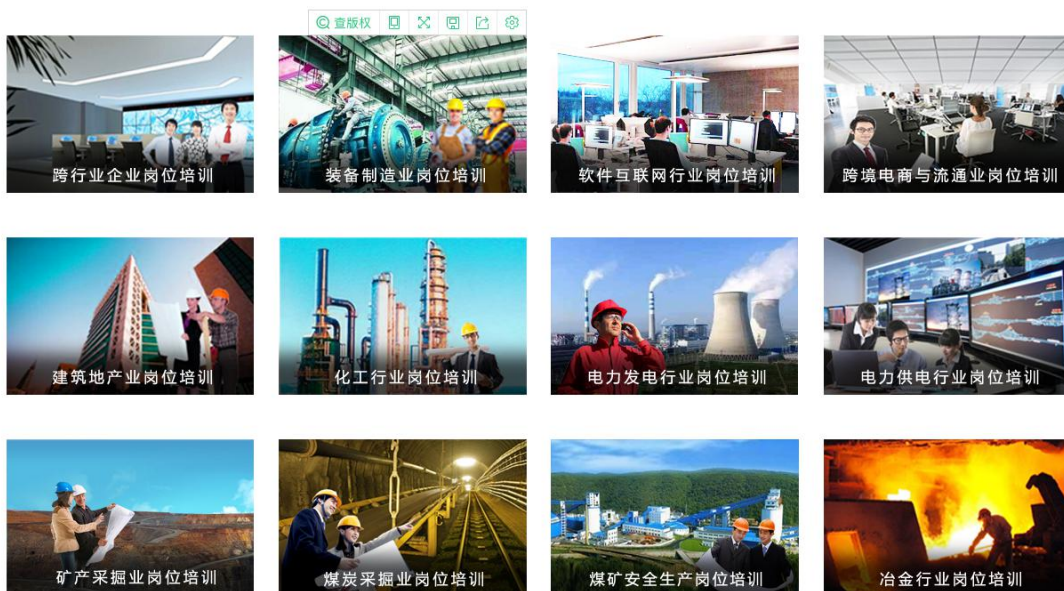 查版权
跨行业企业岗位培训
装备制造业岗位培训
软件互联网行业岗位培训
跨境电商与流通业岗位培训
建筑地产业岗位培训
化工行业岗位培训
电力发电行业岗位培训
电力供电行业岗位培训
矿产采掘业岗位培训
煤炭采掘业岗位培训
煤矿安全生产岗位培训
冶金行业岗位培训